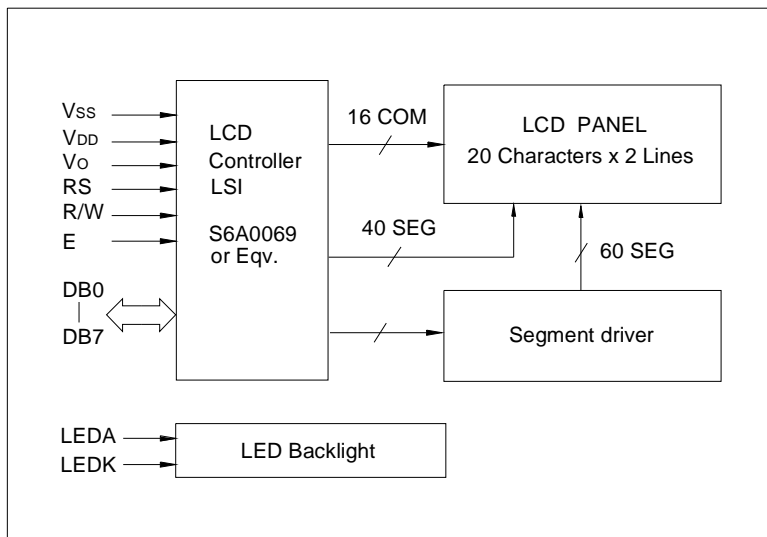 VSS
VDD
VO
RS
R/W
E
DB0
DB7
LCD
Controller
LSI
S6A0069
or Eqv.
16 COM
40 SEG
60 SEG
LCD PANEL
20 Characters x 2 Lines
Segment driver
LEDA
LEDK
LED Backlight